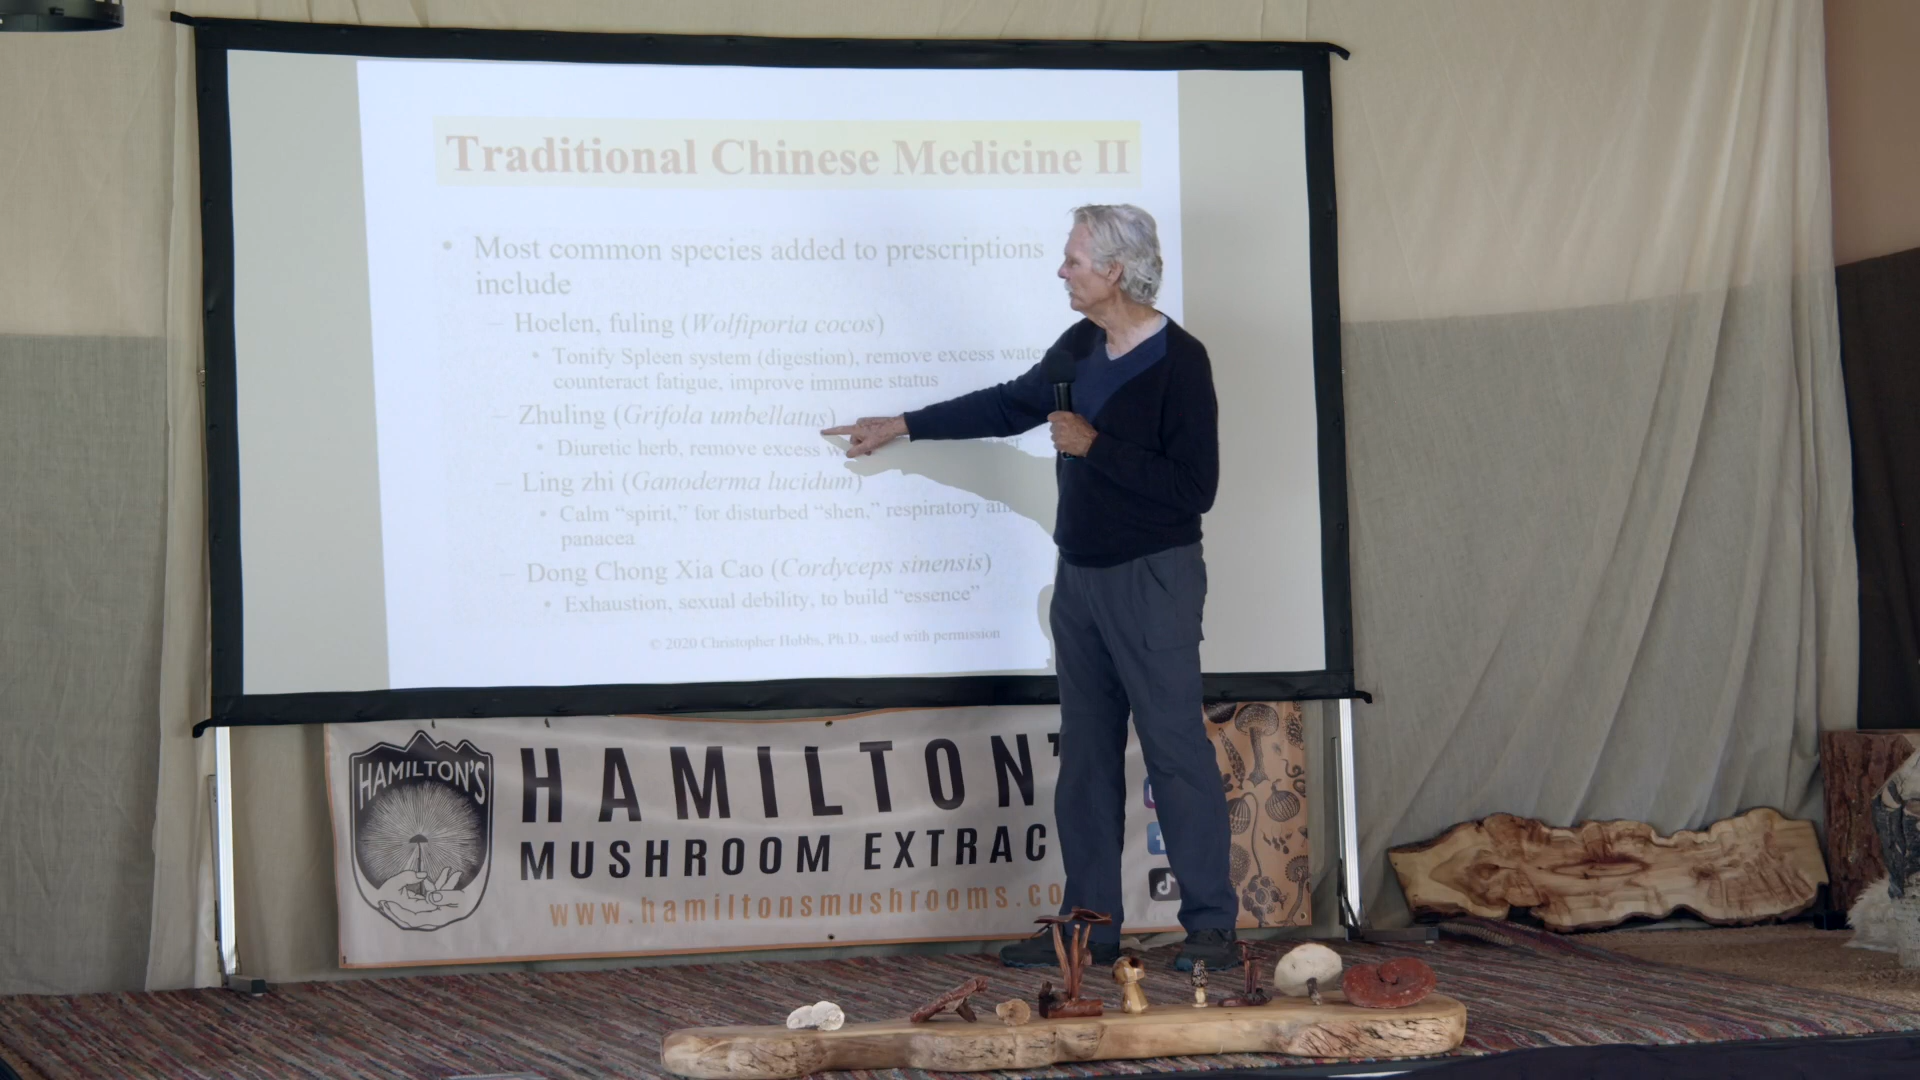 Traditional Chinese Medicine II
• Most common species added to prescriptions
include
– Hoelen, fuling (Wolfiporia cocos)
• Tonify Spleen system (digestion), remove excess water
counteract fatigue, improve immune status
– Zhuling (Grifola umbellatus)
• Diuretic herb, remove excess
– Ling zhi (Ganoderma lucidum)
• Calm “spirit,” for disturbed “shen,” respiratory
panacea
– Dong Chong Xia Cao (Cordyceps sinensis)
• Exhaustion, sexual debility, to build “essence”
© 2020 Christopher Hobbs, Ph.D., used with permission
HAMILTON'S
HAMILTON'
MUSHROOM EXTRAC
www.hamiltonsmushrooms.co